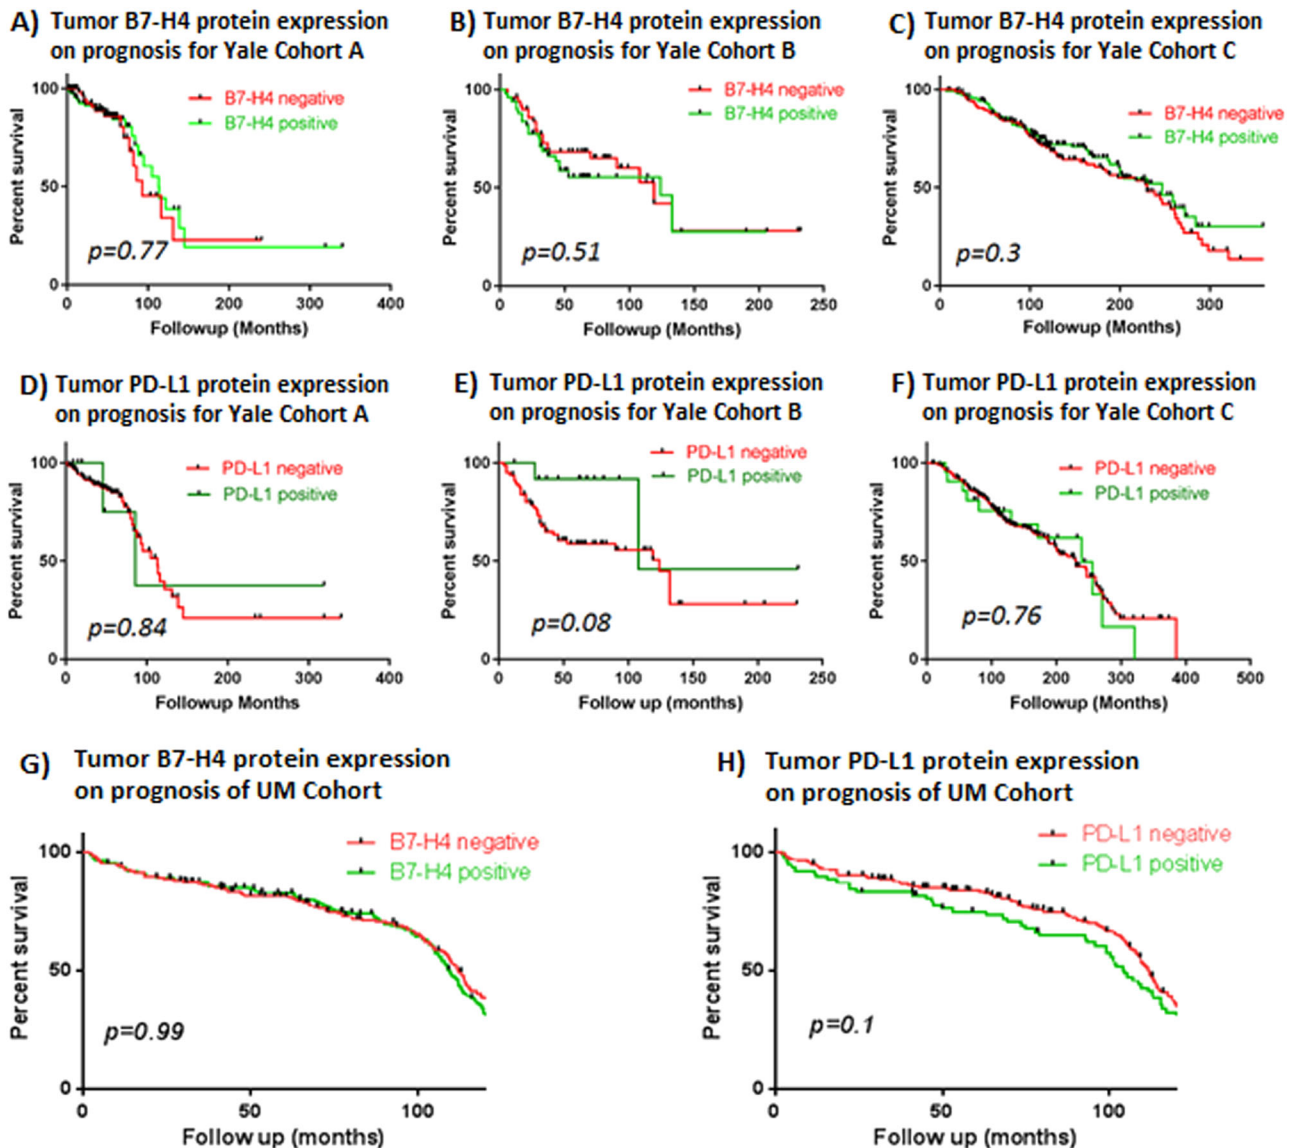 A) Tumor B7-H4 protein expression
on prognosis for Yale Cohort A
100
50
0
Percent survival
B7-H4 negative
B7-H4 positive
p=0.77
0 100 200 300 400
Followup (Months)
B) Tumor B7-H4 protein expression
on prognosis for Yale Cohort B
100
50
0
Percent survival
B7-H4 negative
B7-H4 positive
p=0.51
0 50 100 150 200 250
Followup (Months)
C) Tumor B7-H4 protein expression
on prognosis for Yale Cohort C
100
50
0
Percent survival
B7-H4 negative
B7-H4 positive
p=0.3
0 100 200 300
Followup (Months)
D) Tumor PD-L1 protein expression
on prognosis for Yale Cohort A
100
50
0
Percent survival
PD-L1 negative
PD-L1 positive
p=0.84
0 100 200 300 400
Followup Months
E) Tumor PD-L1 protein expression
on prognosis for Yale Cohort B
100
50
0
Percent survival
PD-L1 negative
PD-L1 positive
p=0.08
0 50 100 150 200 250
Follow up (months)
F) Tumor PD-L1 protein expression
on prognosis for Yale Cohort C
100
50
0
Percent survival
PD-L1 negative
PD-L1 positive
p=0.76
0 100 200 300 400 500
Followup (Months)
G) Tumor B7-H4 protein expression
on prognosis of UM Cohort
100
50
0
Percent survival
B7-H4 negative
B7-H4 positive
p=0.99
0 50 100
Follow up (months)
H) Tumor PD-L1 protein expression
on prognosis of UM Cohort
100
50
0
Percent survival
PD-L1 negative
PD-L1 positive
p=0.1
0 50 100
Follow up (months)